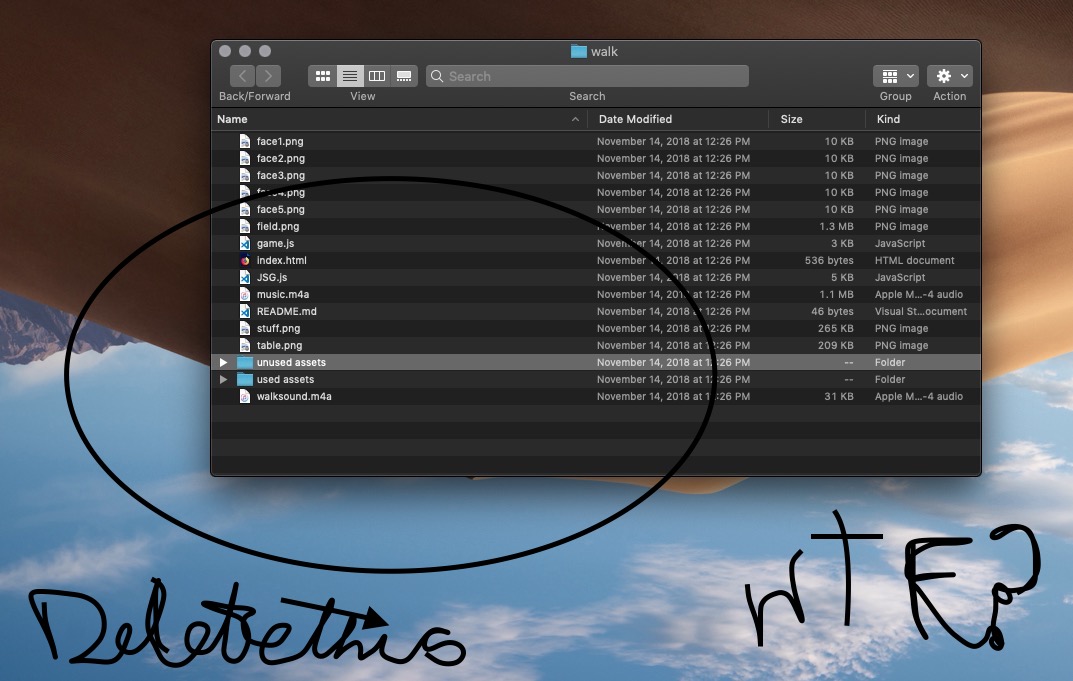 walk
Search
Back/Forward View Search Group Action
Name Date Modified Size Kind
face1.png November 14, 2018 at 12:26 PM 10 KB PNG image
face2.png November 14, 2018 at 12:26 PM 10 KB PNG image
face3.png November 14, 2018 at 12:26 PM 10 KB PNG image
face4.png November 14, 2018 at 12:26 PM 10 KB PNG image
face5.png November 14, 2018 at 12:26 PM 10 KB PNG image
field.png November 14, 2018 at 12:26 PM 1.3 MB PNG image
game.js November 14, 2018 at 12:26 PM 3 KB JavaScript
index.html November 14, 2018 at 12:26 PM 536 bytes HTML document
JSG.js November 14, 2018 at 12:26 PM 5 KB JavaScript
music.m4a November 14, 2018 at 12:26 PM 1.1 MB Apple M...-4 audio
README.md November 14, 2018 at 12:26 PM 46 bytes Visual St...ocument
stuff.png November 14, 2018 at 12:26 PM 265 KB PNG image
table.png November 14, 2018 at 12:26 PM 209 KB PNG image
unused assets November 14, 2018 at 12:26 PM -- Folder
used assets November 14, 2018 at 12:26 PM -- Folder
walksound.m4a November 14, 2018 at 12:26 PM 31 KB Apple M...-4 audio
Delete this